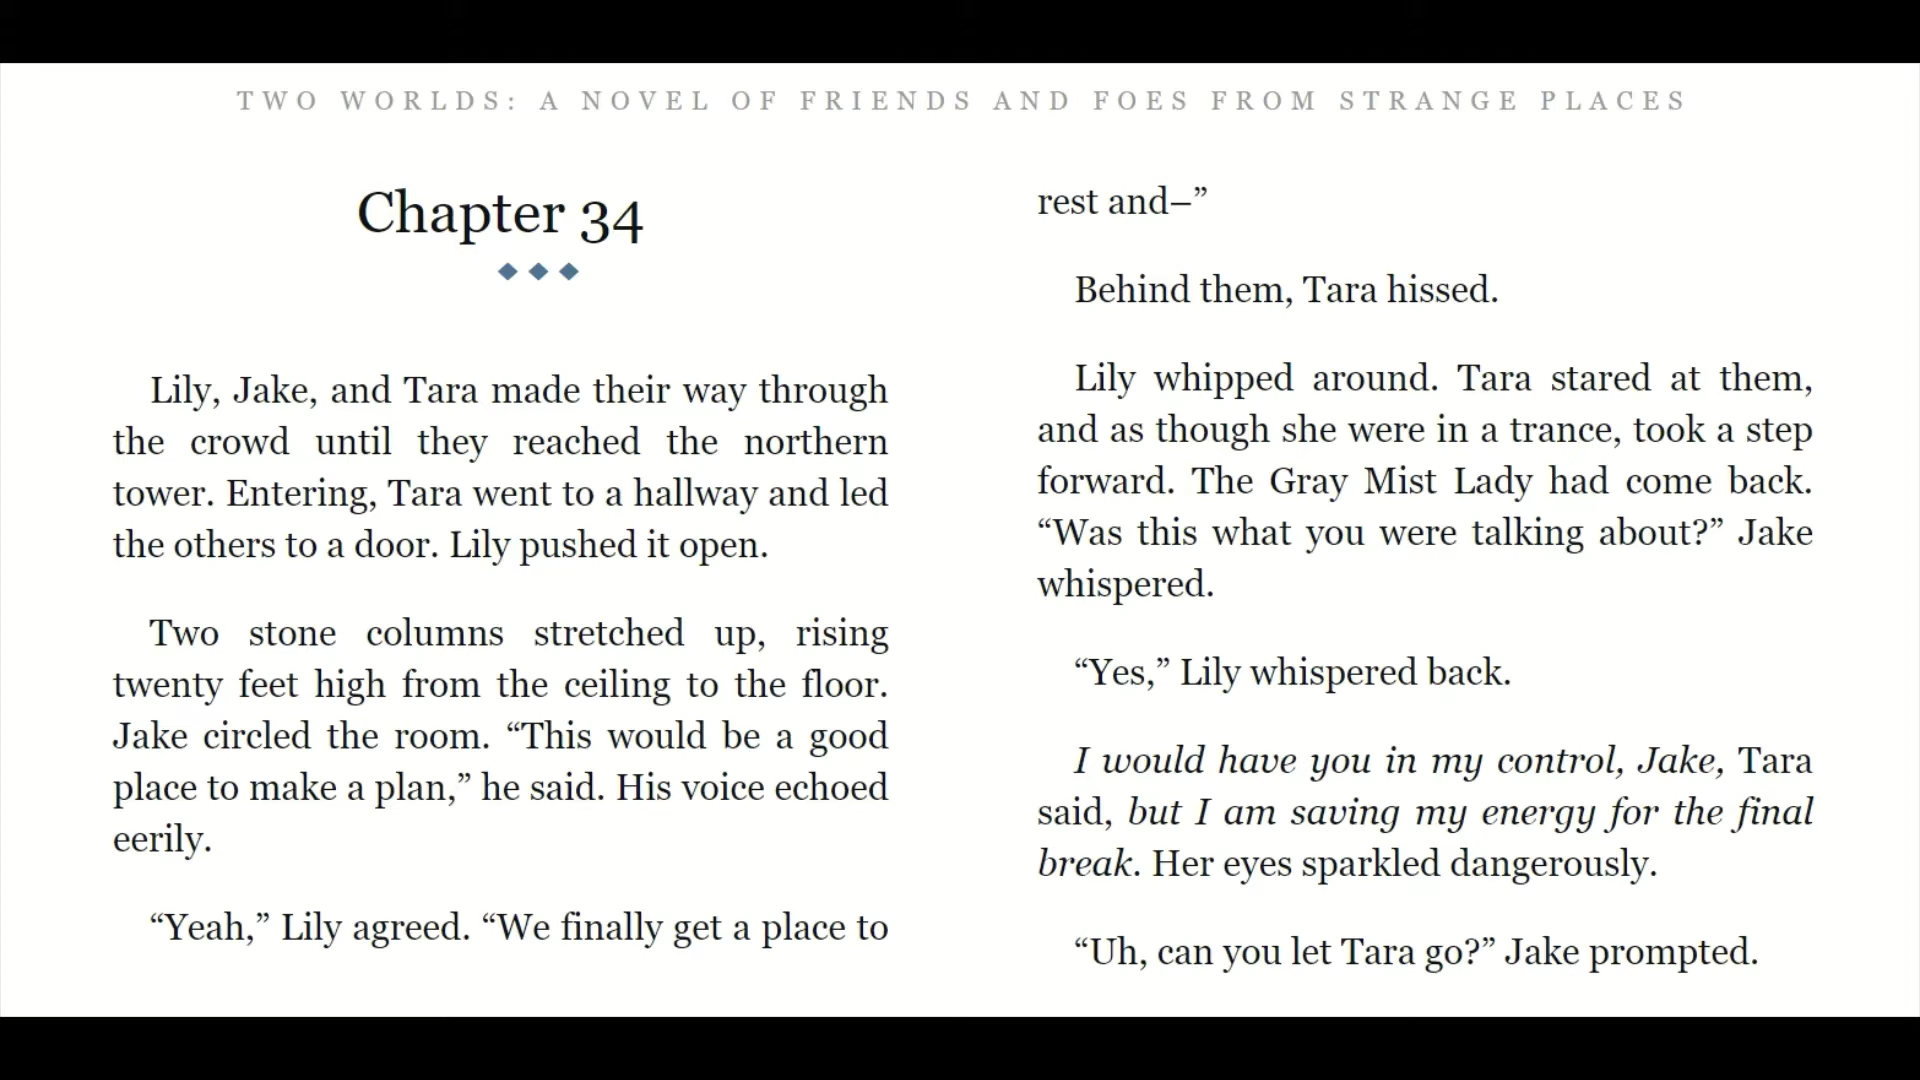 TWO WORLDS: A NOVEL OF FRIENDS AND FOES FROM STRANGE PLACES
Chapter 34
Lily, Jake, and Tara made their way through
the crowd until they reached the northern
tower. Entering, Tara went to a hallway and led
the others to a door. Lily pushed it open.
Two stone columns stretched up, rising
twenty feet high from the ceiling to the floor.
Jake circled the room. “This would be a good
place to make a plan,” he said. His voice echoed
eerily.
“Yeah,” Lily agreed. “We finally get a place to
rest and–”
Behind them, Tara hissed.
Lily whipped around. Tara stared at them,
and as though she were in a trance, took a step
forward. The Gray Mist Lady had come back.
“Was this what you were talking about?” Jake
whispered.
“Yes,” Lily whispered back.
I would have you in my control, Jake, Tara
said, but I am saving my energy for the final
break. Her eyes sparkled dangerously.
“Uh, can you let Tara go?” Jake prompted.